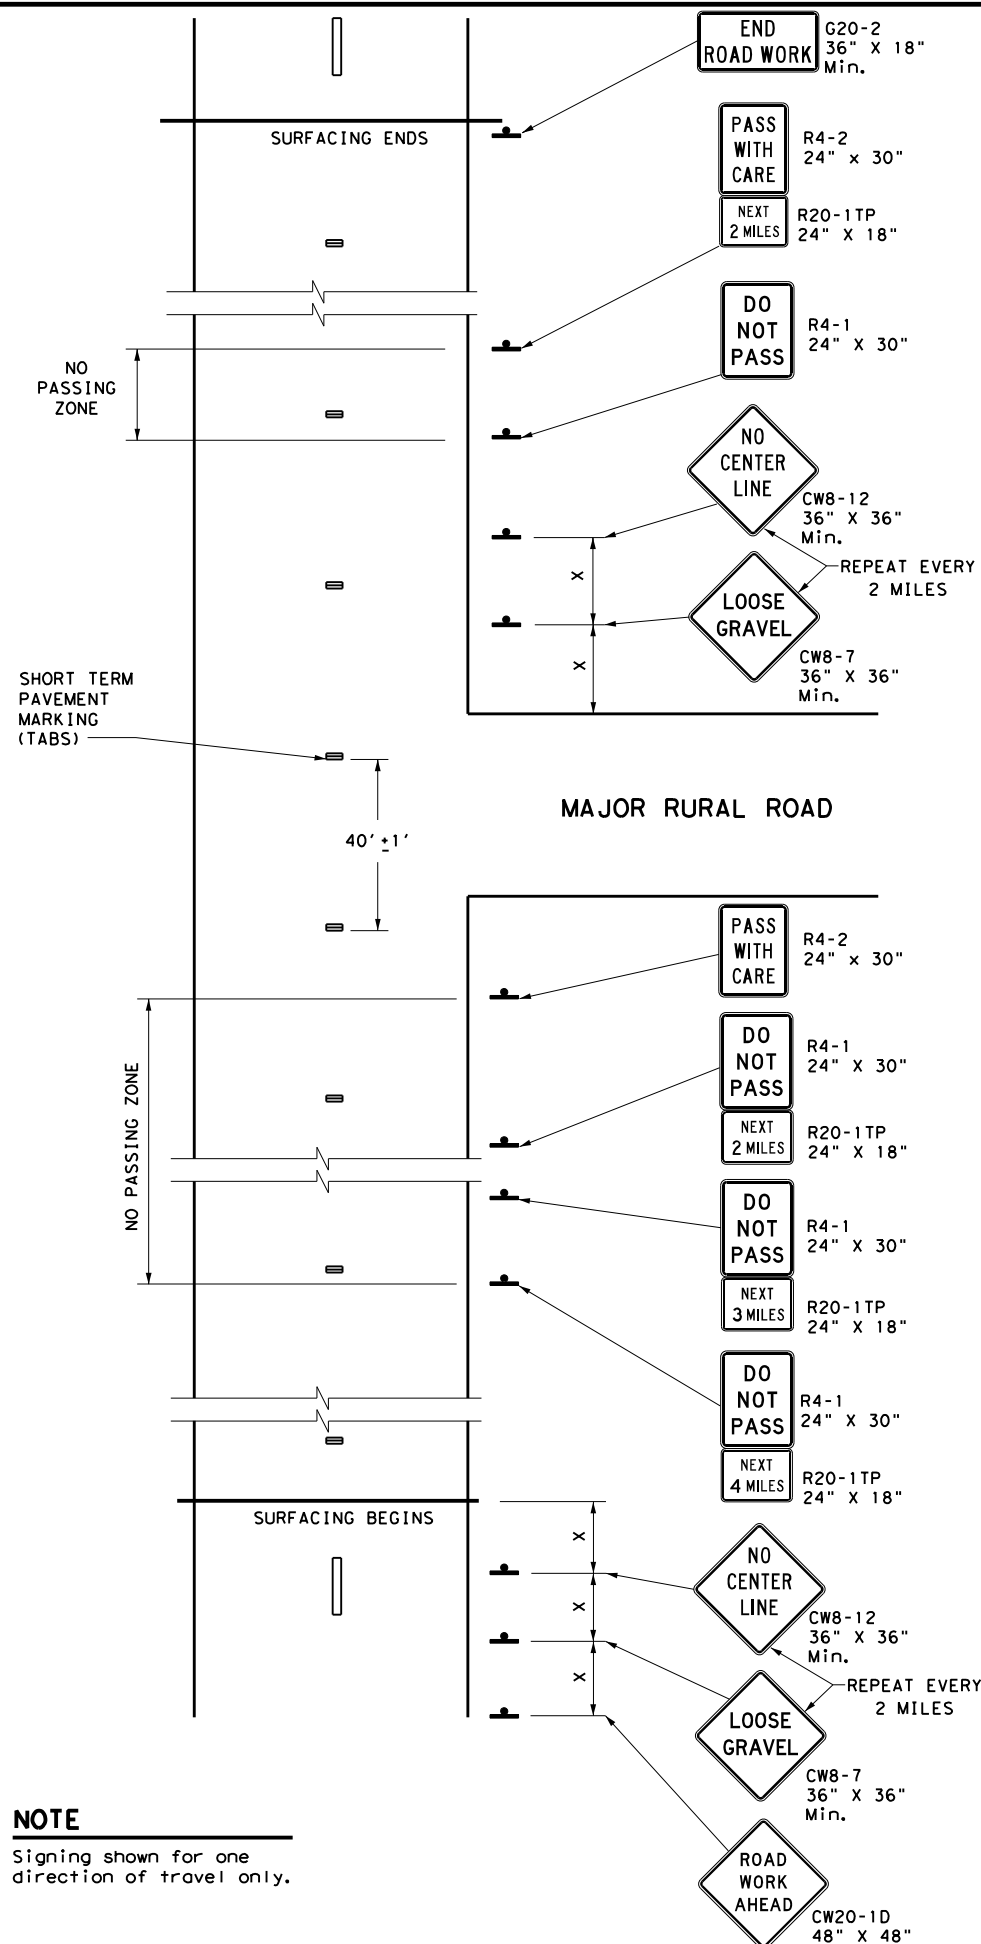 END
ROAD WORK
G20-2
36" X 18"
Min.
SURFACING ENDS
PASS
WITH
CARE
R4-2
24" x 30"
NEXT
2 MILES
R20-1TP
24" X 18"
DO
NOT
PASS
R4-1
24" X 30"
NO
PASSING
ZONE
NO
CENTER
LINE
CW8-12
36" X 36"
Min.
REPEAT EVERY
2 MILES
X
LOOSE
GRAVEL
CW8-7
36" X 36"
Min.
X
SHORT TERM
PAVEMENT
MARKING
(TABS)
40' ±1'
MAJOR RURAL ROAD
PASS
WITH
CARE
R4-2
24" x 30"
NO PASSING ZONE
DO
NOT
PASS
R4-1
24" X 30"
NEXT
2 MILES
R20-1TP
24" X 18"
DO
NOT
PASS
R4-1
24" X 30"
NEXT
3 MILES
R20-1TP
24" X 18"
DO
NOT
PASS
R4-1
24" X 30"
NEXT
4 MILES
R20-1TP
24" X 18"
SURFACING BEGINS
X
NO
CENTER
LINE
CW8-12
36" X 36"
Min.
X
REPEAT EVERY
2 MILES
X
LOOSE
GRAVEL
CW8-7
36" X 36"
Min.
ROAD
WORK
AHEAD
CW20-1D
48" X 48"
NOTE
Signing shown for one
direction of travel only.